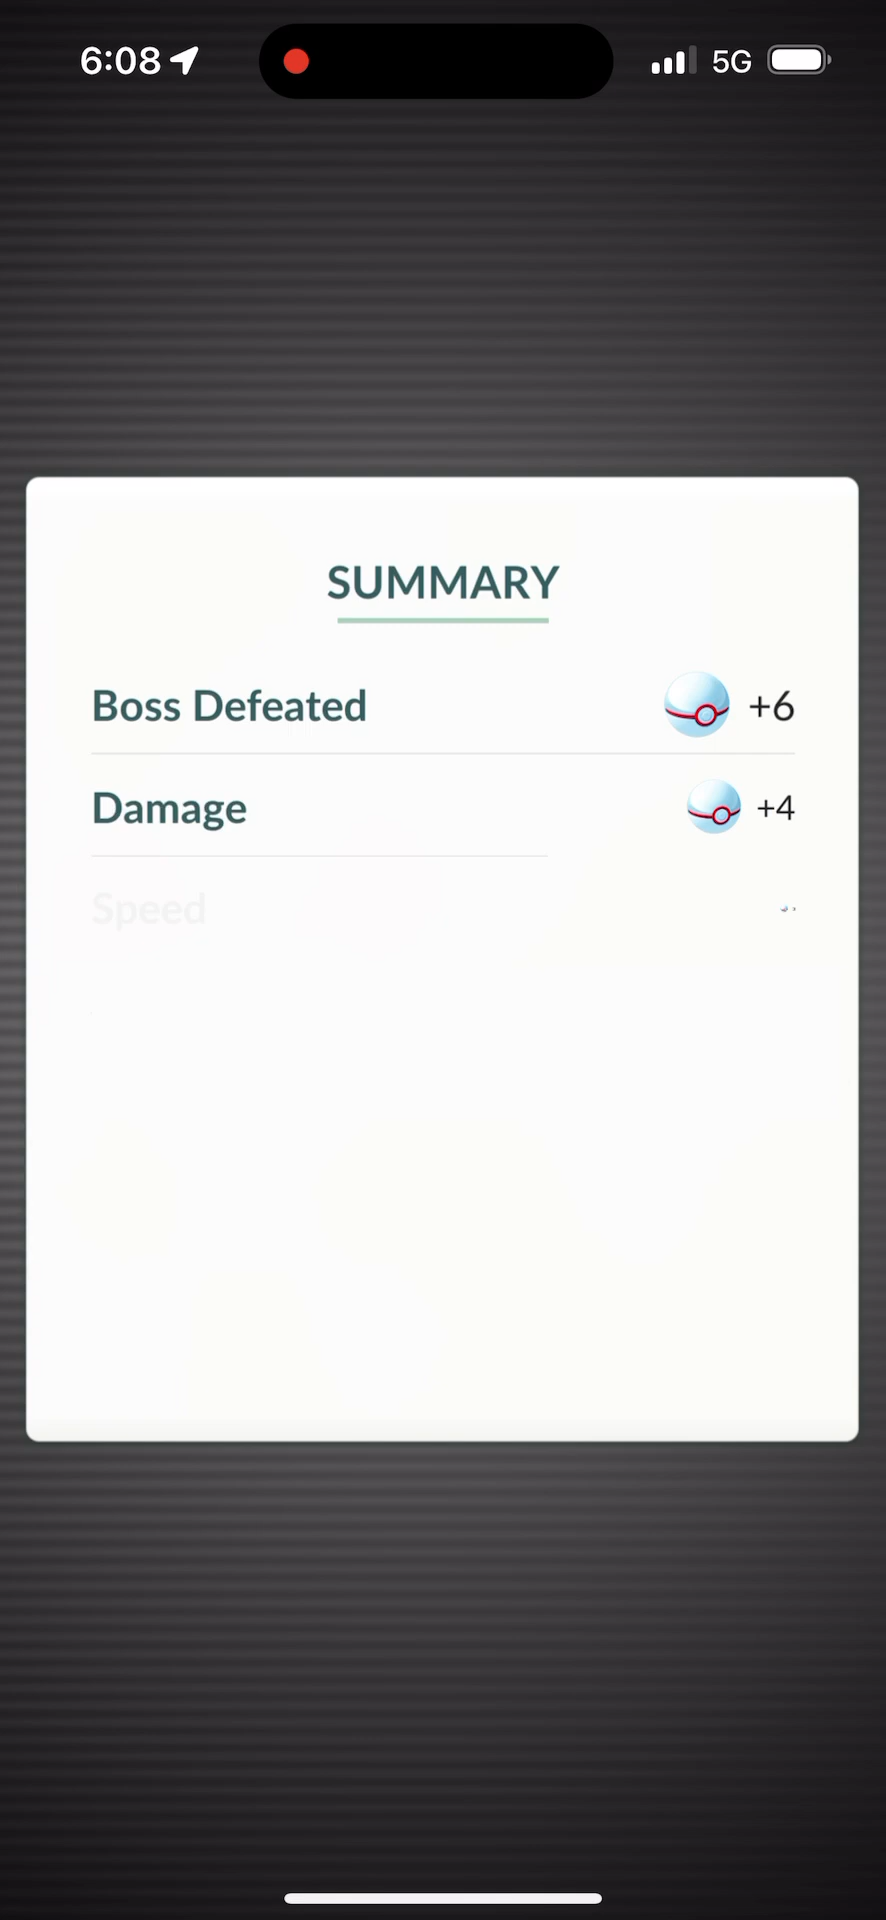 6:08
5G
SUMMARY
Boss Defeated +6
Damage +4
Speed